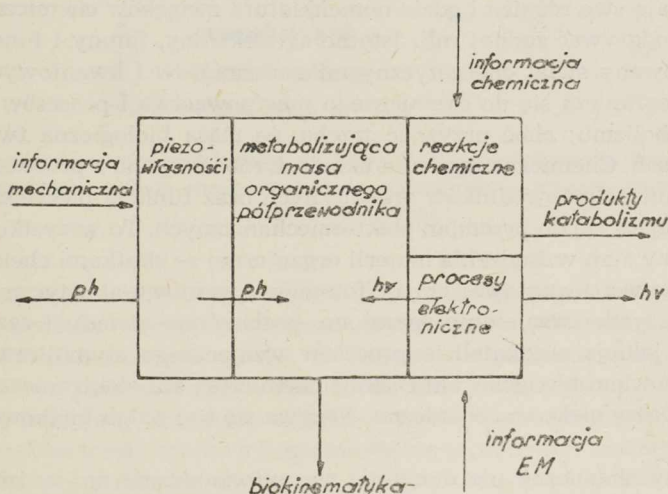 informacja
chemiczna
piezo-
własności
metabolizująca
masa
organicznego
półprzewodnika
reakcje
chemiczne
informacja
mechaniczna
produkty
katabolizmu
ph
ph
hν
procesy
elektro-
niczne
hν
informacja
EM
biokinematyka-